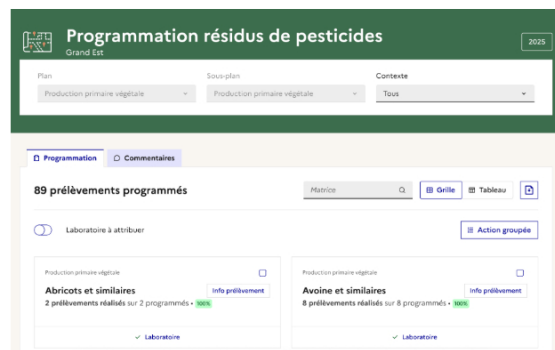 Programmation résidus de pesticides
Grand Est
2025
Plan
Sous-plan
Contexte
Production primaire végétale
Production primaire végétale
Tous
Programmation
Commentaires
89 prélèvements programmés
Matrice
Grille
Tableau
Laboratoire à attribuer
Action groupée
Production primaire végétale
Abricots et similaires
Info prélèvement
2 prélèvements réalisés sur 2 programmés • 100%
Laboratoire
Production primaire végétale
Avoine et similaires
Info prélèvement
8 prélèvements réalisés sur 8 programmés • 100%
Laboratoire